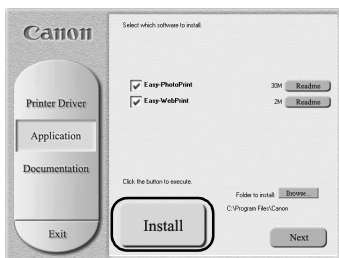 Canon
Select which software to install.
Easy-PhotoPrint 30M Readme
Easy-WebPrint 2M Readme
Printer Driver
Application
Documentation
Click the button to execute.
Folder to install: Browse...
C:\Program Files\Canon
Install
Exit
Next